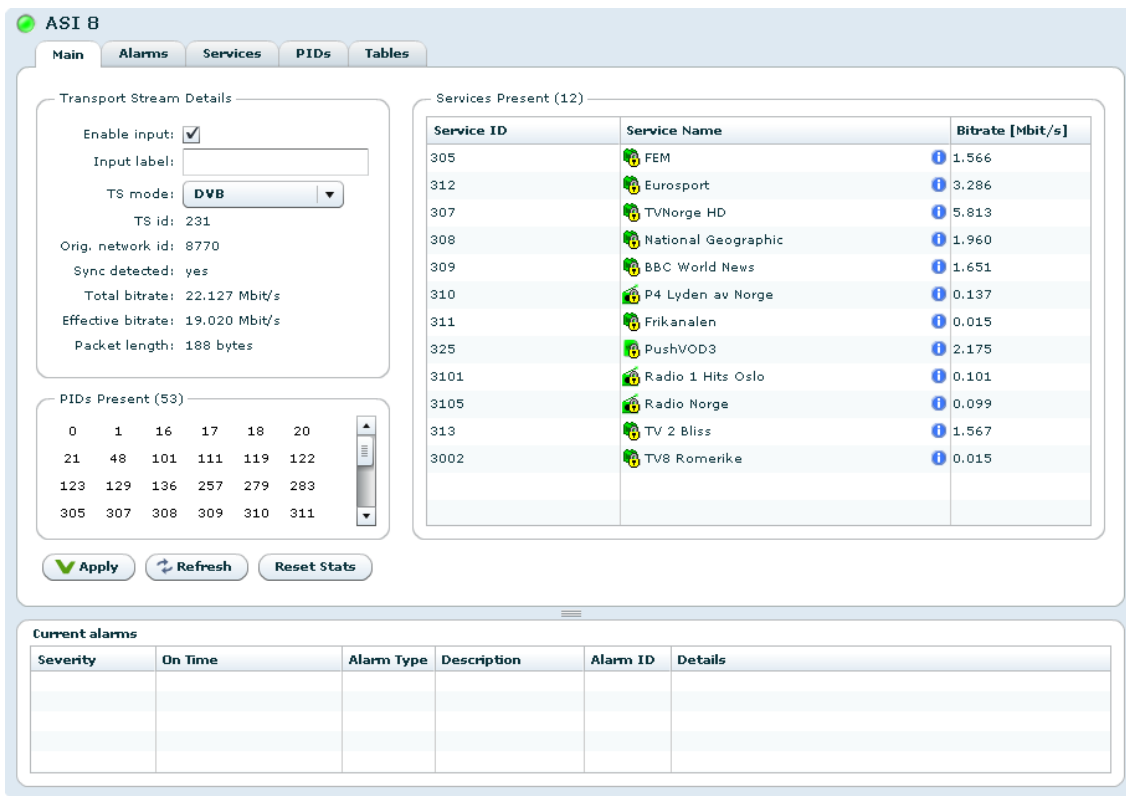 ASI 8
Main Alarms Services PIDs Tables
Transport Stream Details
Enable input:
Input label:
TS mode: DVB
TS id: 231
Orig. network id: 8770
Sync detected: yes
Total bitrate: 22.127 Mbit/s
Effective bitrate: 19.020 Mbit/s
Packet length: 188 bytes
PIDs Present (53)
0 1 16 17 18 20
21 48 101 111 119 122
123 129 136 257 279 283
305 307 308 309 310 311
Apply Refresh Reset Stats
Services Present (12)
Service ID Service Name Bitrate [Mbit/s]
305 FEM 1.566
312 Eurosport 3.286
307 TVNorge HD 5.813
308 National Geographic 1.960
309 BBC World News 1.651
310 P4 Lyden av Norge 0.137
311 Frikanalen 0.015
325 PushVOD3 2.175
3101 Radio 1 Hits Oslo 0.101
3105 Radio Norge 0.099
313 TV 2 Bliss 1.567
3002 TV8 Romerike 0.015
Current alarms
Severity On Time Alarm Type Description Alarm ID Details